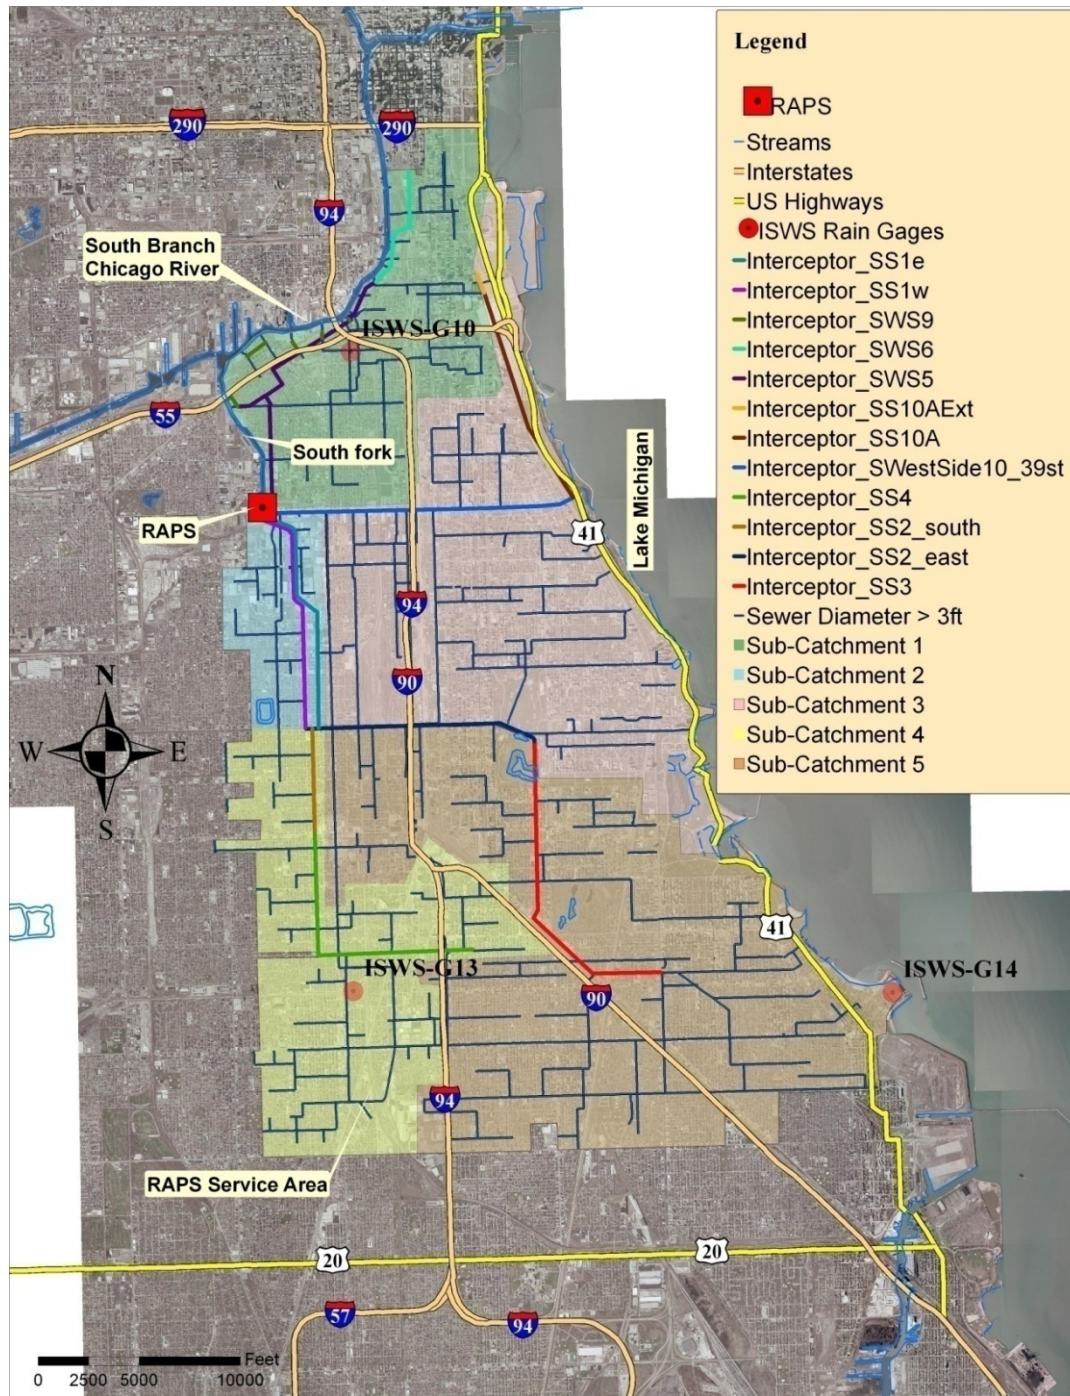 Legend
RAPS
Streams
Interstates
US Highways
ISWS Rain Gages
Interceptor_SS1e
Interceptor_SS1w
Interceptor_SWS9
Interceptor_SWS6
Interceptor_SWS5
Interceptor_SS10AExt
Interceptor_SS10A
Interceptor_SWestSide10_39st
Interceptor_SS4
Interceptor_SS2_south
Interceptor_SS2_east
Interceptor_SS3
Sewer Diameter > 3ft
Sub-Catchment 1
Sub-Catchment 2
Sub-Catchment 3
Sub-Catchment 4
Sub-Catchment 5
290
290
94
South Branch
Chicago River
ISWS-G10
55
South fork
Lake Michigan
RAPS
41
94
90
N
W
E
S
41
ISWS-G13
ISWS-G14
90
94
RAPS Service Area
20
20
57
94
Feet
0 2500 5000 10000